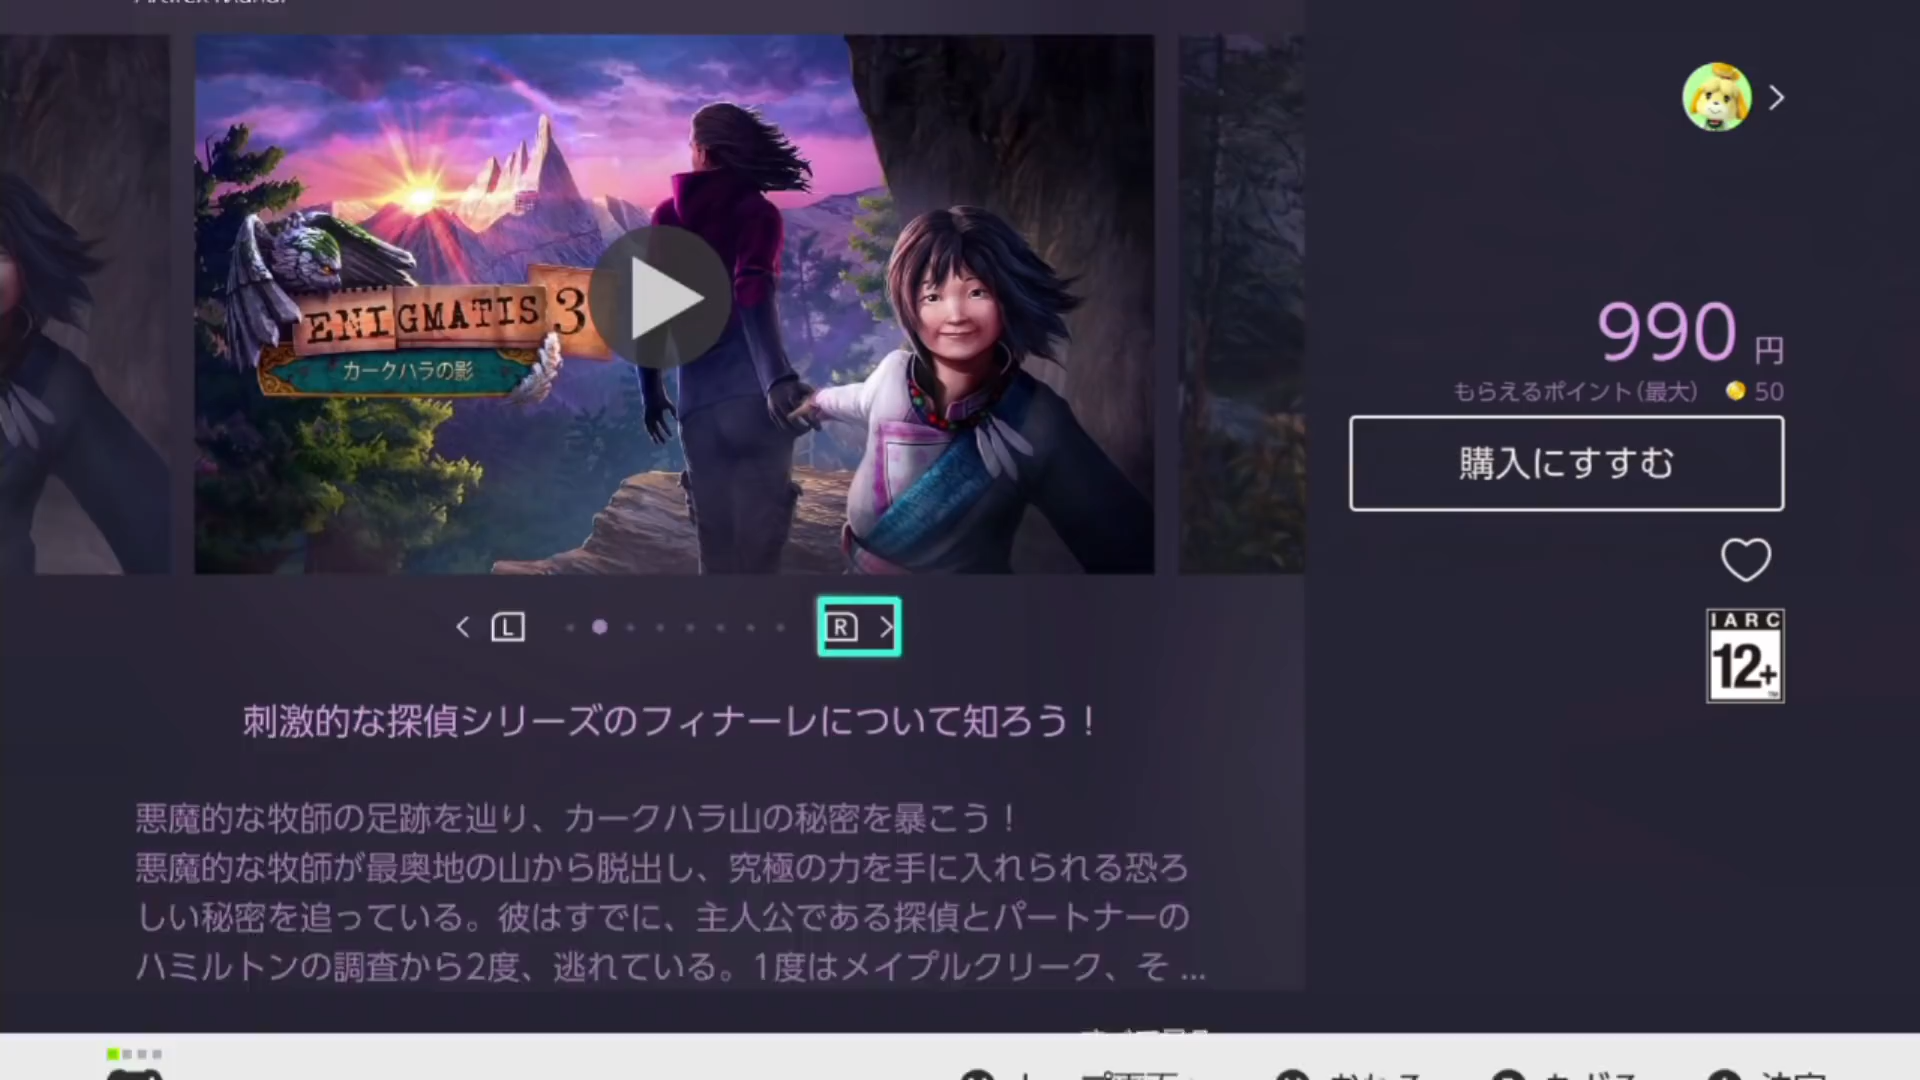 ENIGMATIS 3
カークハラの影
990 円
もらえるポイント(最大) 50
購入にすすむ
IARC
12+
TM
L
R
刺激的な探偵シリーズのフィナーレについて知ろう!
悪魔的な牧師の足跡を辿り、カークハラ山の秘密を暴こう!
悪魔的な牧師が最奥地の山から脱出し、究極の力を手に入れられる恐ろ
しい秘密を追っている。彼はすでに、主人公である探偵とパートナーの
ハミルトンの調査から2度、逃れている。1度はメイプルクリーク、そ ...